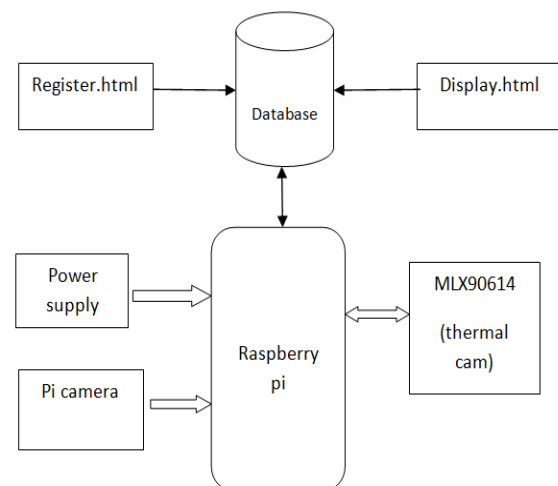 Register.html
Database
Display.html
Power
supply
Pi camera
Raspberry
pi
MLX90614
(thermal
cam)